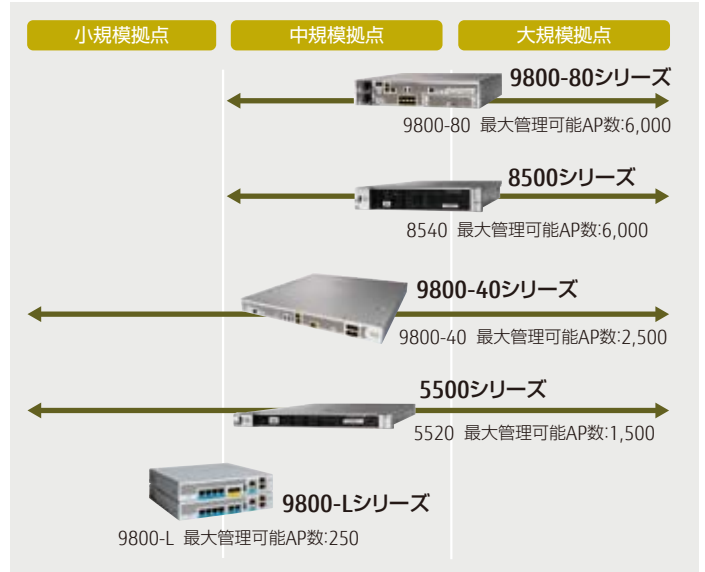 小規模拠点
中規模拠点
大規模拠点
9800-80シリーズ
9800-80 最大管理可能AP数:6,000
8500シリーズ
8540 最大管理可能AP数:6,000
9800-40シリーズ
9800-40 最大管理可能AP数:2,500
5500シリーズ
5520 最大管理可能AP数:1,500
9800-Lシリーズ
9800-L 最大管理可能AP数:250